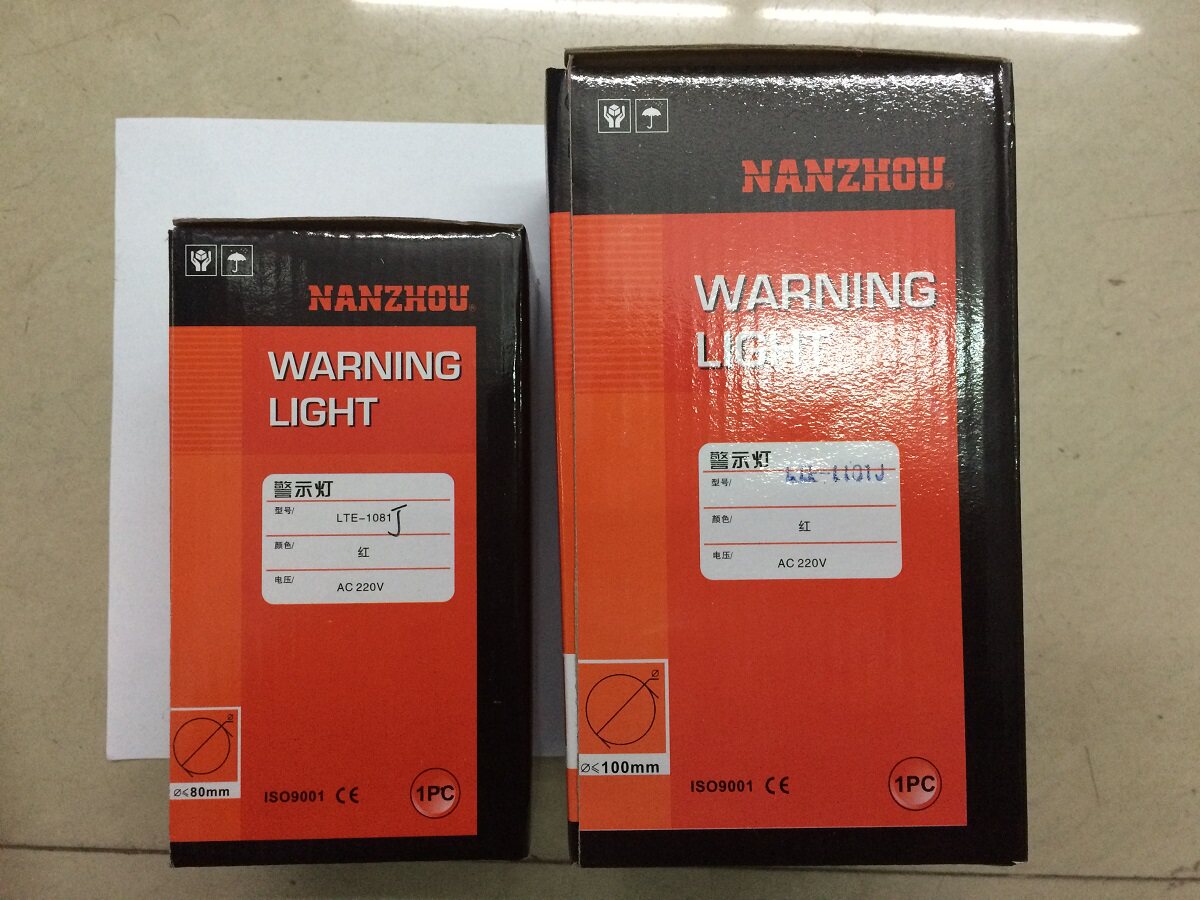 NANZHOU®
WARNING
LIGHT
警示灯
型号/ LTE-1081J
颜色/ 红
电压/ AC 220V
Ø
Ø≤80mm
ISO9001 CE
1PC
NANZHOU®
WARNING
LIGHT
警示灯
型号/ LTE-1101J
颜色/ 红
电压/ AC 220V
Ø
Ø≤100mm
ISO9001 CE
1PC